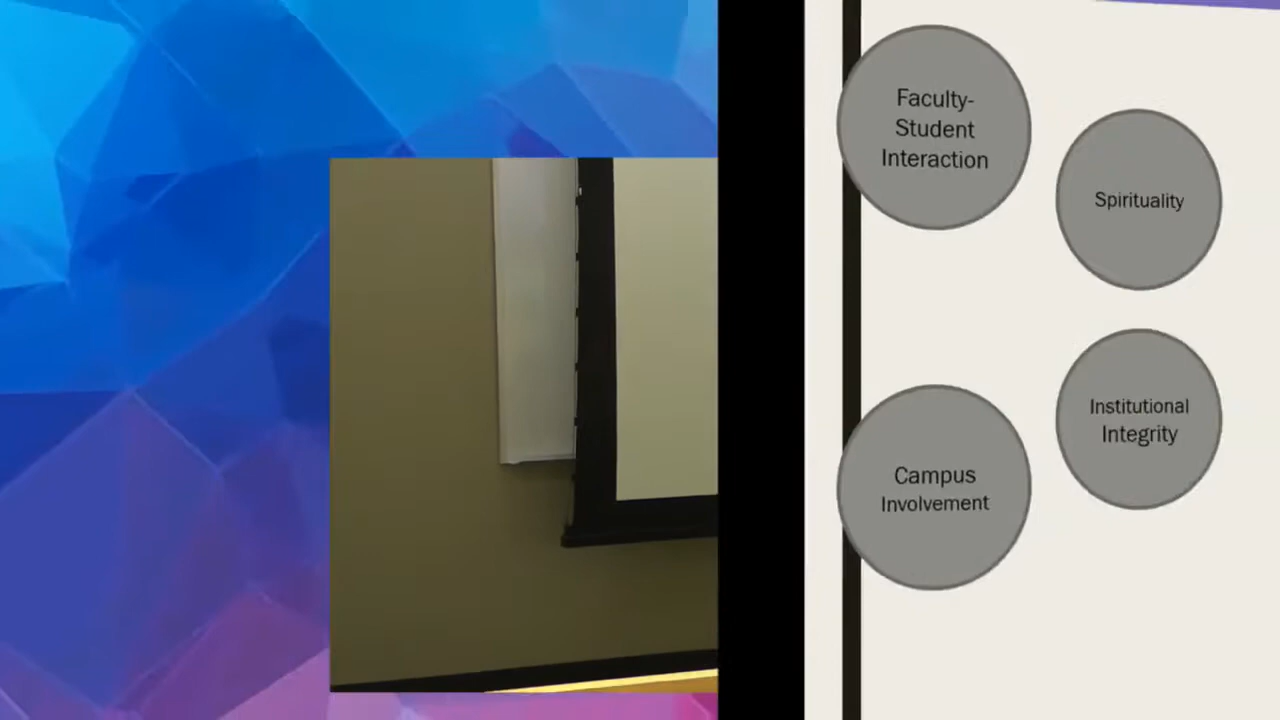 Faculty-
Student
Interaction
Spirituality
Institutional
Integrity
Campus
Involvement